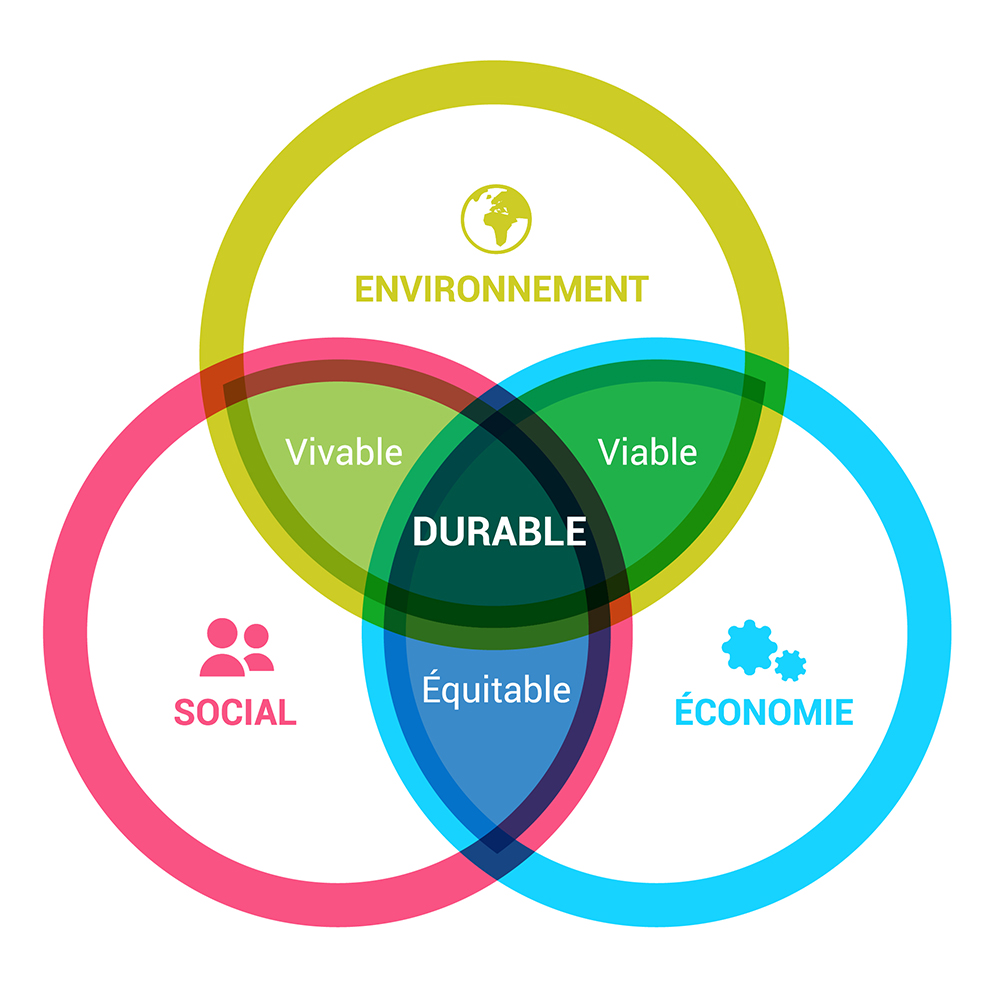 ENVIRONNEMENT
Vivable
Viable
DURABLE
Équitable
SOCIAL
ÉCONOMIE